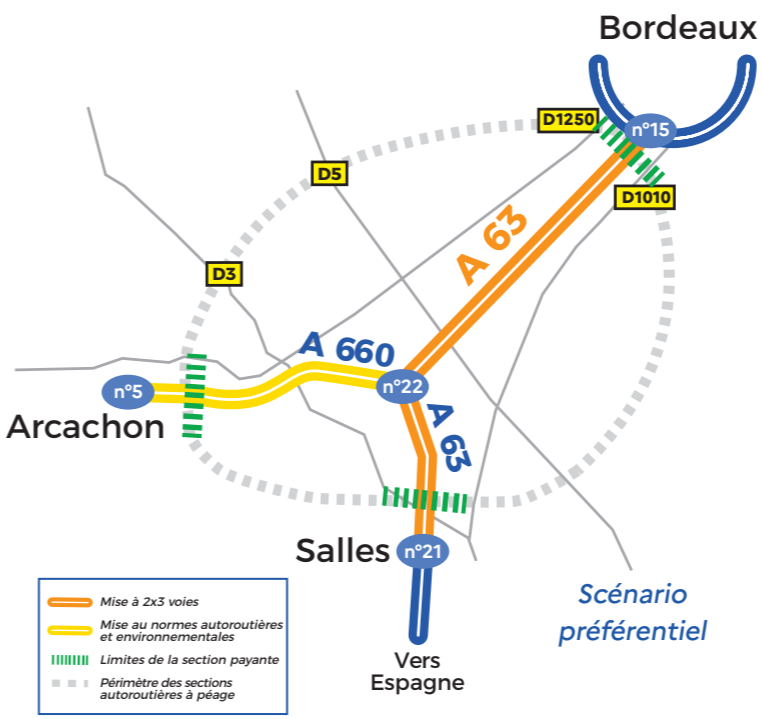 Bordeaux
D1250
n°15
D5
D1010
A 63
D3
A 660
n°5
n°22
Arcachon
A 63
Salles
n°21
Mise à 2x3 voies
Mise au normes autoroutières
et environnementales
Limites de la section payante
Périmètre des sections
autoroutières à péage
Scénario
préférentiel
Vers
Espagne